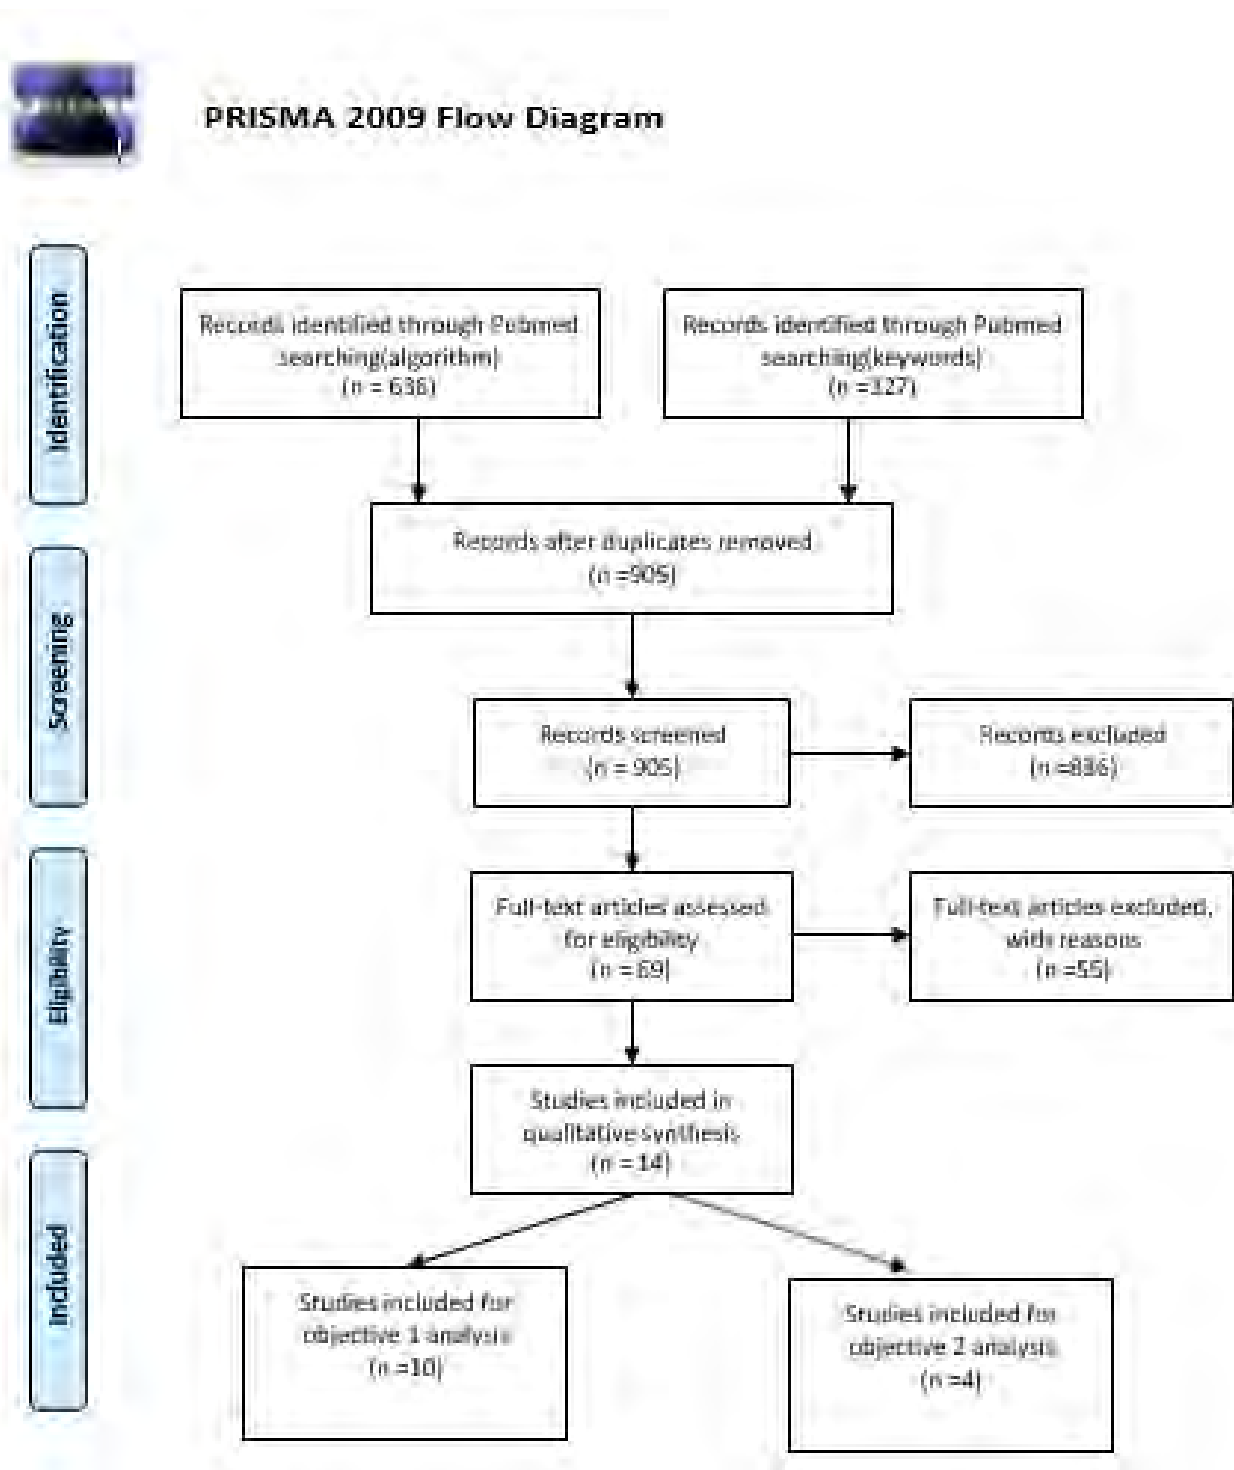 PRISMA 2009 Flow Diagram
Identification
Records identified through Pubmed
searching(algorithm)
(n = 636)
Records identified through Pubmed
searching(keywords)
(n =327)
Records after duplicates removed
(n =905)
Screening
Records screened
(n = 905)
Records excluded
(n =836)
Eligibility
Full-text articles assessed
for eligibility
(n = 69)
Full-text articles excluded,
with reasons
(n =55)
Studies included in
qualitative synthesis
(n = 14)
Included
Studies included for
objective 1 analysis
(n =10)
Studies included for
objective 2 analysis
(n =4)